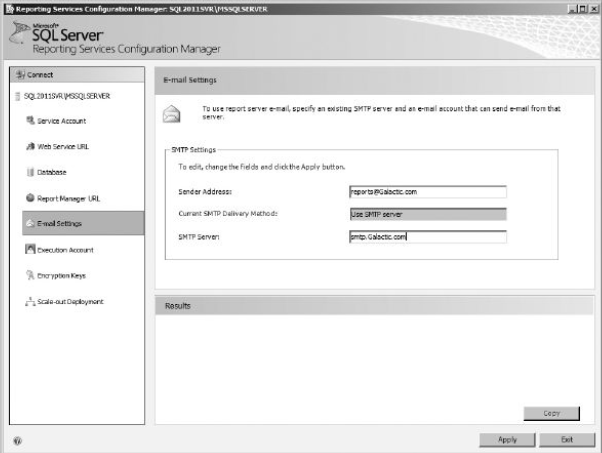 Reporting Services Configuration Manager: SQL2011SVR\MSSQLSERVER
Microsoft
SQL Server
Reporting Services Configuration Manager
Connect
SQL2011SVR\MSSQLSERVER
Service Account
Web Service URL
Database
Report Manager URL
E-mail Settings
Execution Account
Encryption Keys
Scale-out Deployment
E-mail Settings
To use report server e-mail, specify an existing SMTP server and an e-mail account that can send e-mail from that
server.
SMTP Settings
To edit, change the fields and click the Apply button.
Sender Address: reports@Galactic.com
Current SMTP Delivery Method: Use SMTP server
SMTP Server: smtp.Galactic.com
Results
Copy
Apply Exit